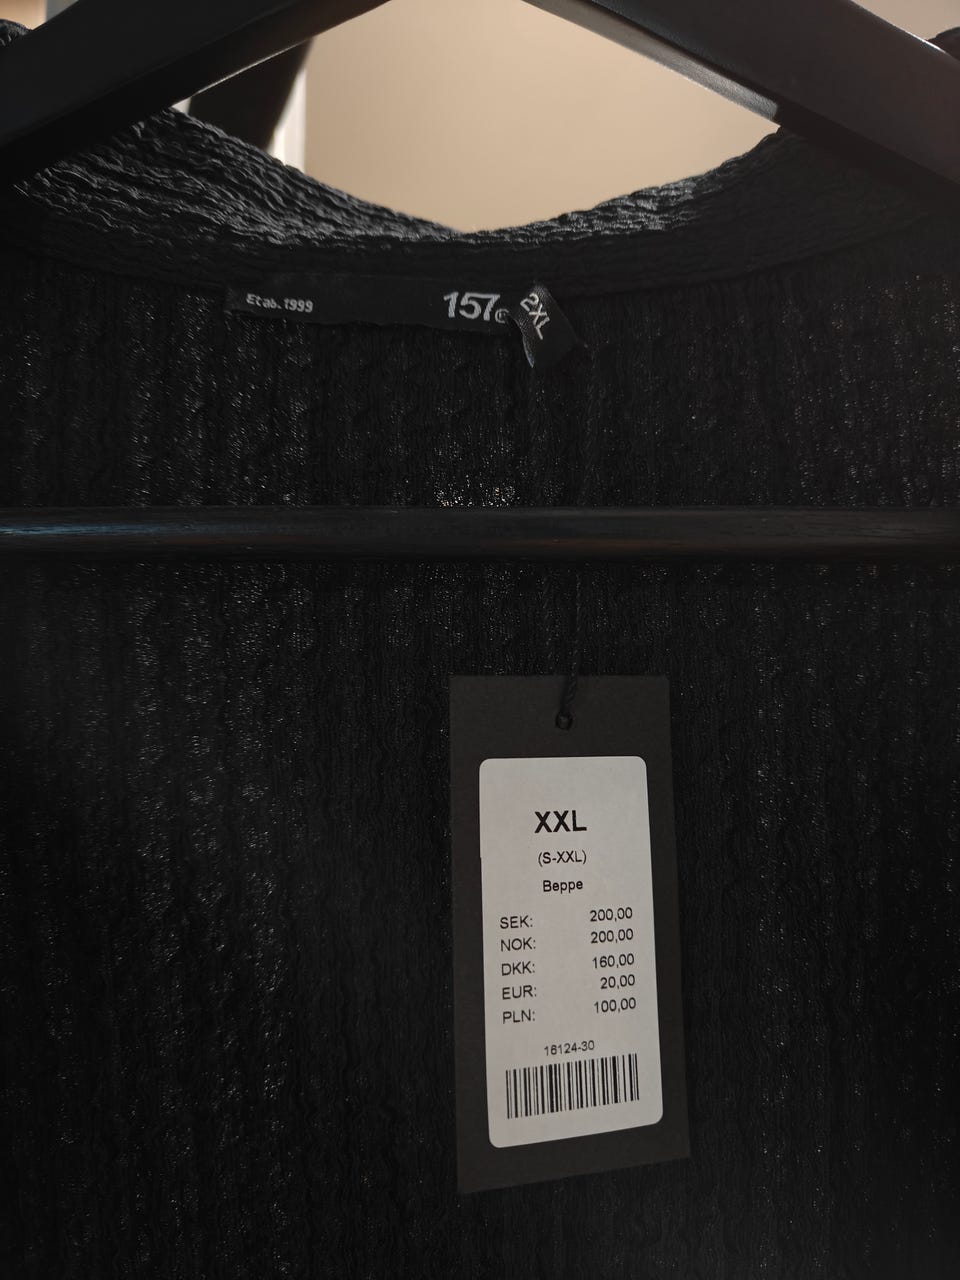 Etab. 1999
157
2XL
XXL
(S-XXL)
Beppe
SEK: 200,00
NOK: 200,00
DKK: 160,00
EUR: 20,00
PLN: 100,00
16124-30